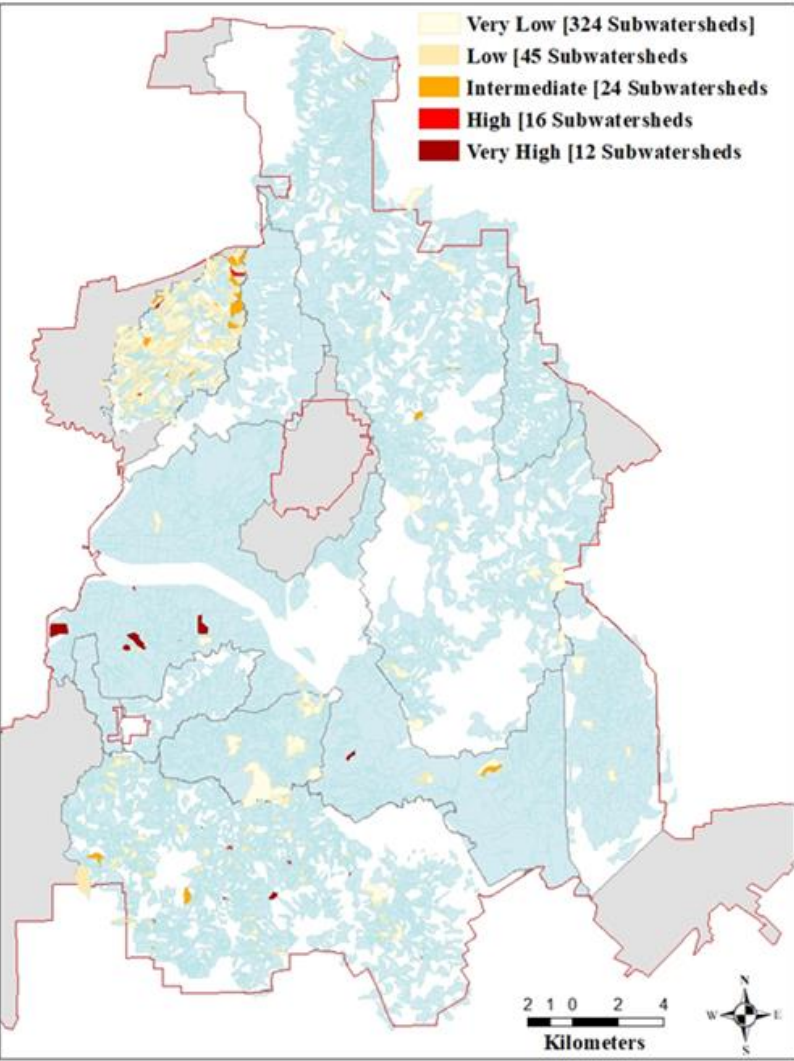 Very Low [324 Subwatersheds]
Low [45 Subwatersheds
Intermediate [24 Subwatersheds
High [16 Subwatersheds
Very High [12 Subwatersheds
N
W E
S
2 1 0 2 4
Kilometers